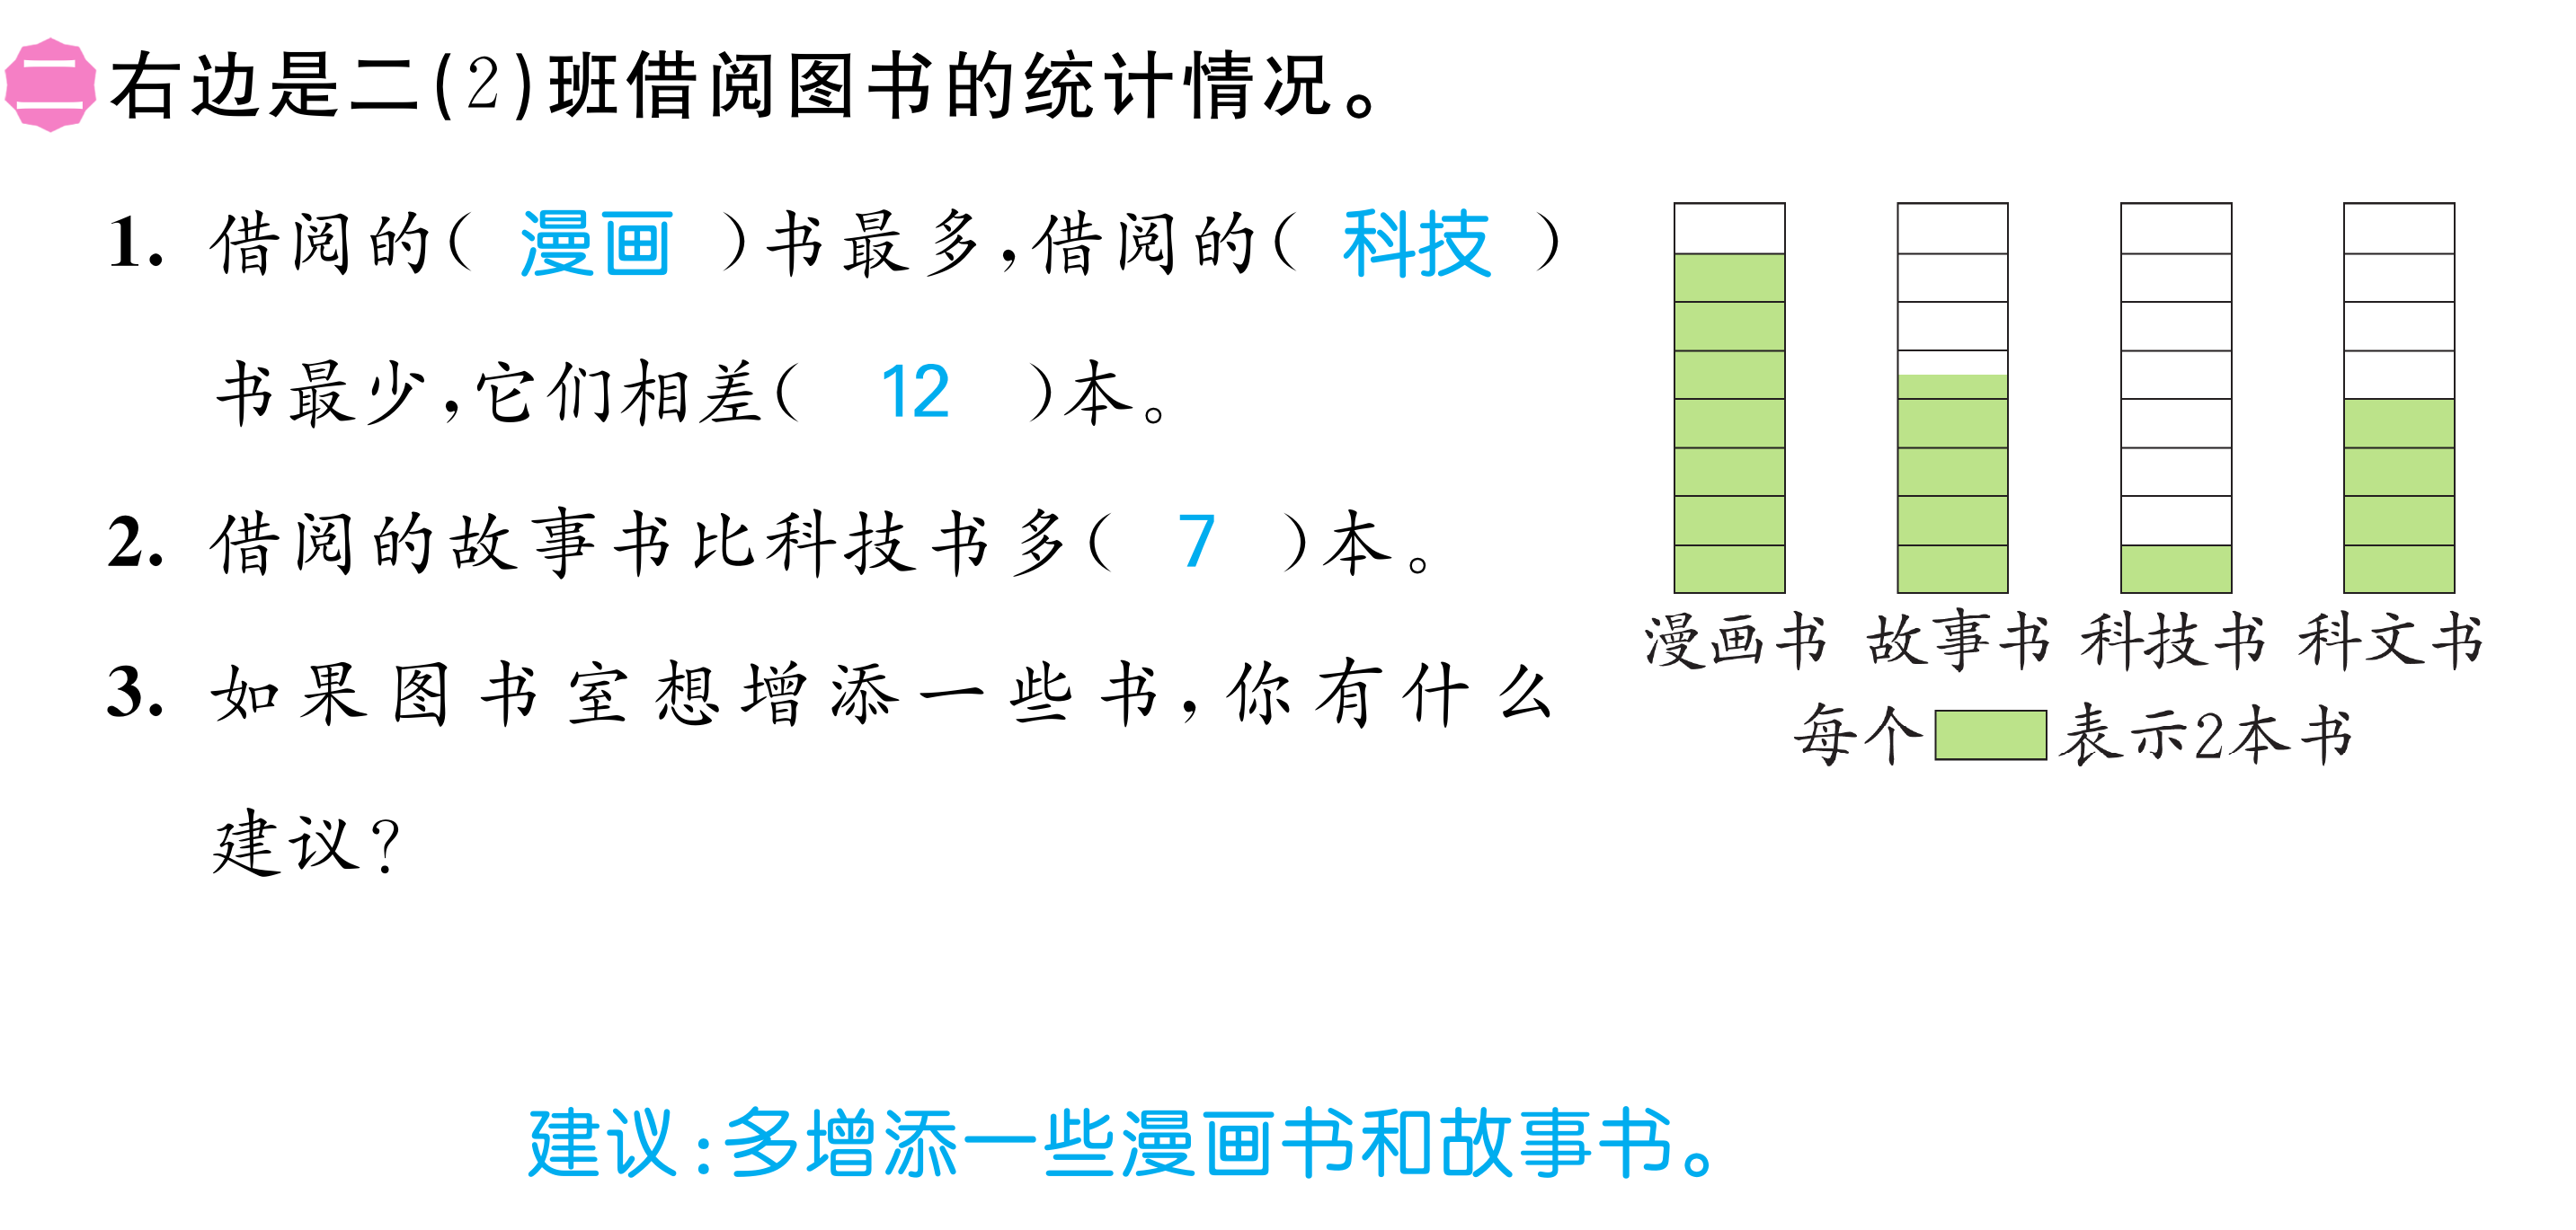 二 右边是二(2)班借阅图书的统计情况。
1. 借阅的( 漫画 )书最多,借阅的( 科技 )
书最少,它们相差( 12 )本。
2. 借阅的故事书比科技书多( 7 )本。
3. 如果图书室想增添一些书,你有什么
建议?
漫画书 故事书 科技书 科文书
每个 表示2本书
建议:多增添一些漫画书和故事书。